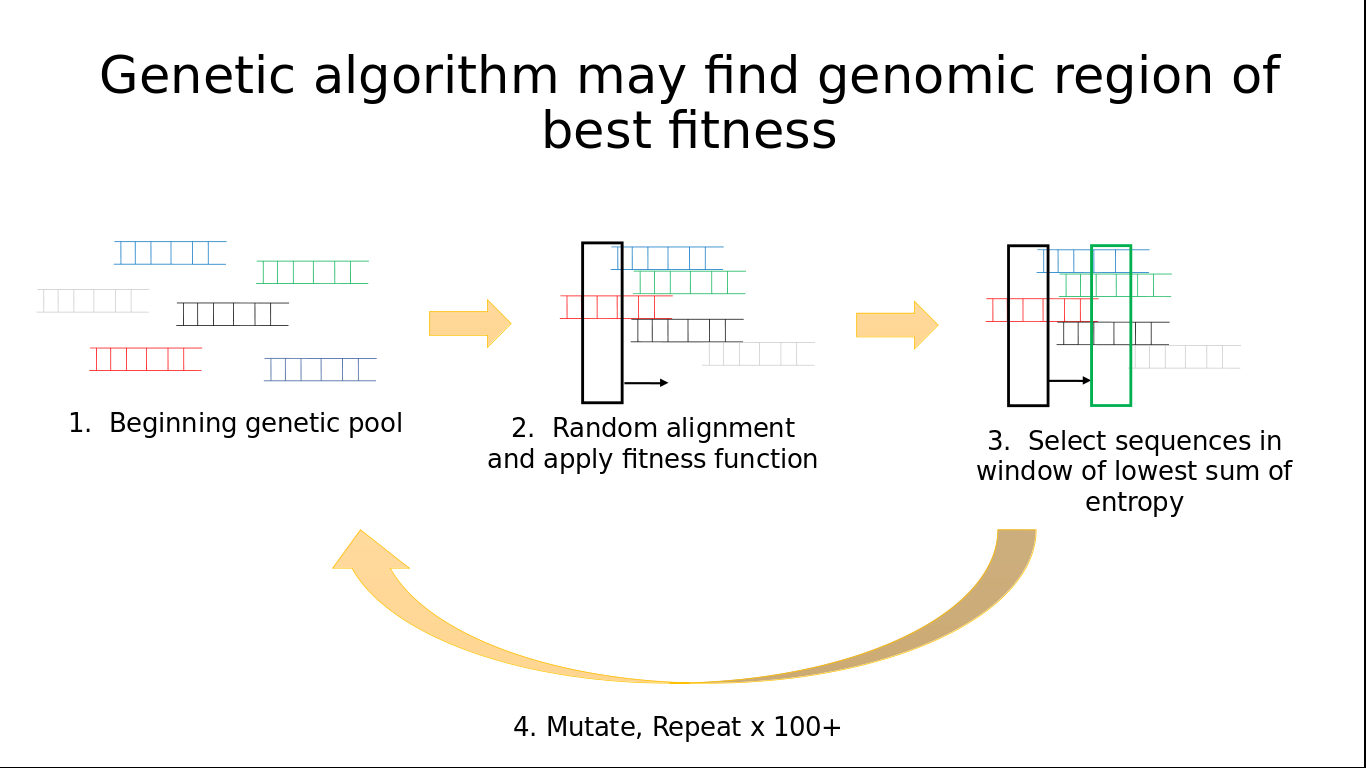 Genetic algorithm may find genomic region of
best fitness
1. Beginning genetic pool
2. Random alignment
and apply fitness function
3. Select sequences in
window of lowest sum of
entropy
4. Mutate, Repeat x 100+